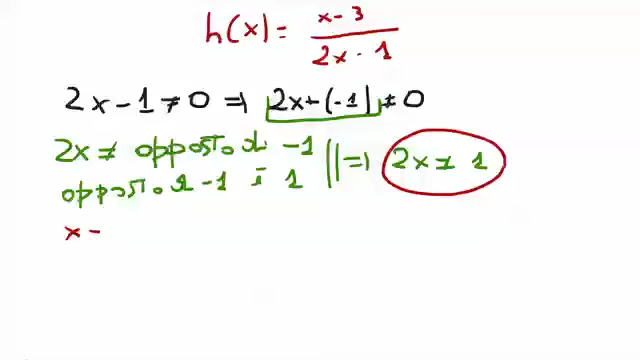 h(x) = x - 3 / 2x - 1
2x - 1 ≠ 0 ⇒ 2x + (-1) ≠ 0
2x ≠ opposto di -1 || ⇒ 2x ≠ 1
opposto di -1 è 1
x -